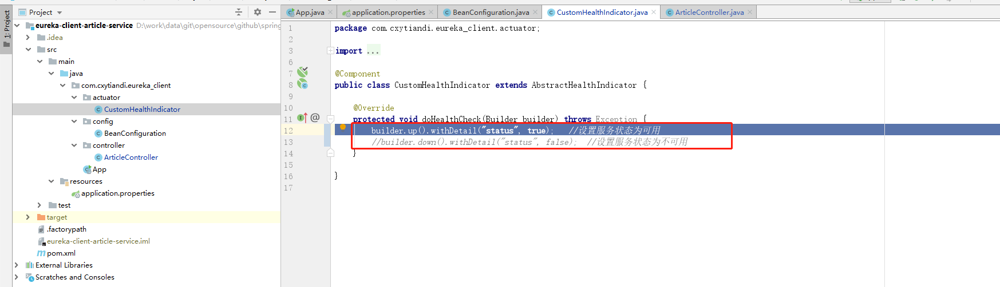 Project
App.java
application.properties
BeanConfiguration.java
CustomHealthIndicator.java
ArticleController.java
1: Project
eureka-client-article-service D:\work\data\git\opensource\github\spring
.idea
src
main
java
com.cxytiandi.eureka_client
actuator
CustomHealthIndicator
config
BeanConfiguration
controller
ArticleController
App
resources
application.properties
test
target
.factorypath
eureka-client-article-service.iml
pom.xml
External Libraries
Scratches and Consoles
1 package com.cxytiandi.eureka_client.actuator;
2
3 import ...
6
7 @Component
8 public class CustomHealthIndicator extends AbstractHealthIndicator {
9
10 @Override
11 protected void doHealthCheck(Builder builder) throws Exception {
12 builder.up().withDetail("status", true); //设置服务状态为可用
13 //builder.down().withDetail("status", false); //设置服务状态为不可用
14 }
15
16 }
17